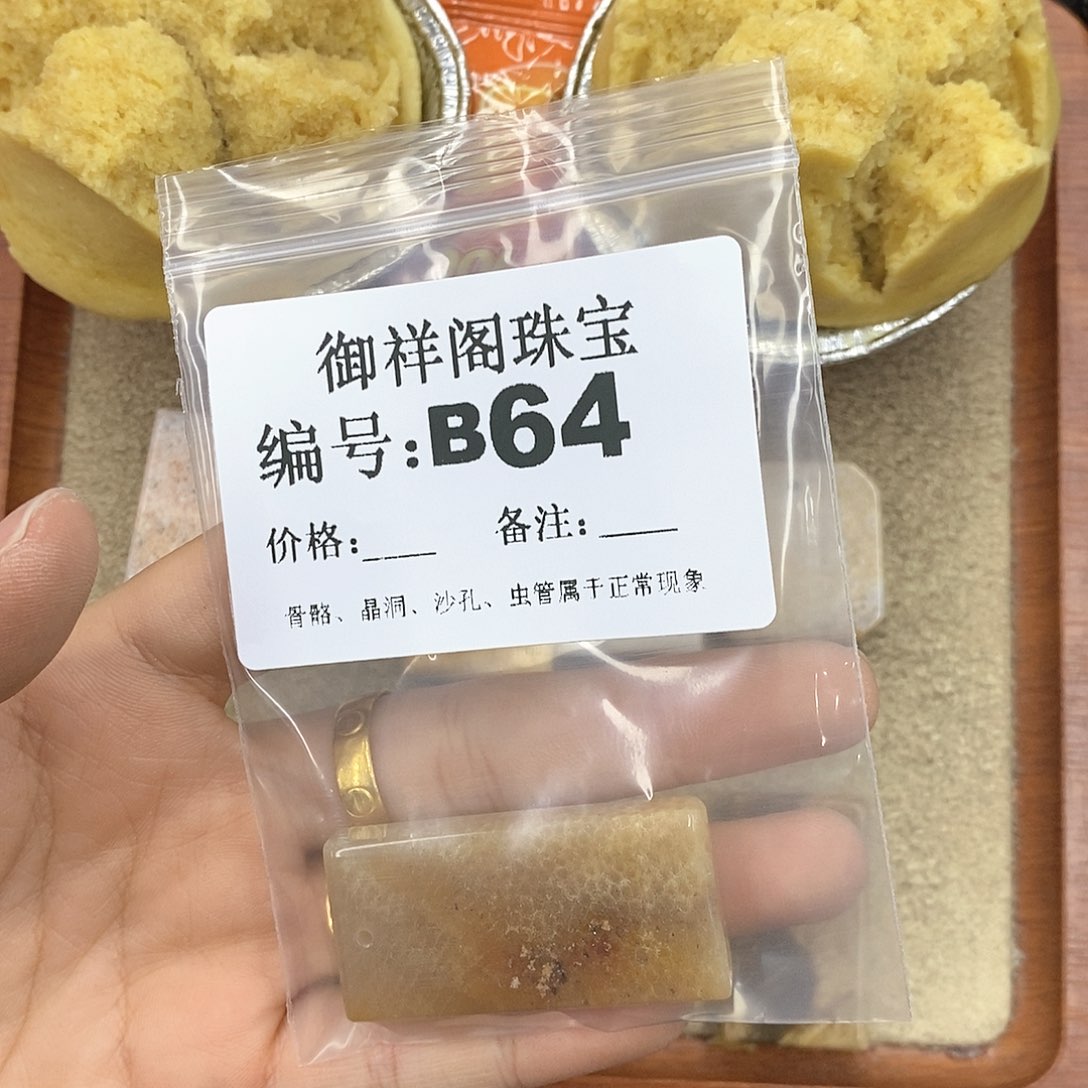 御祥阁珠宝
编号:B64
价格:____ 备注:____
骨骼、晶洞、沙孔、虫管属于正常现象